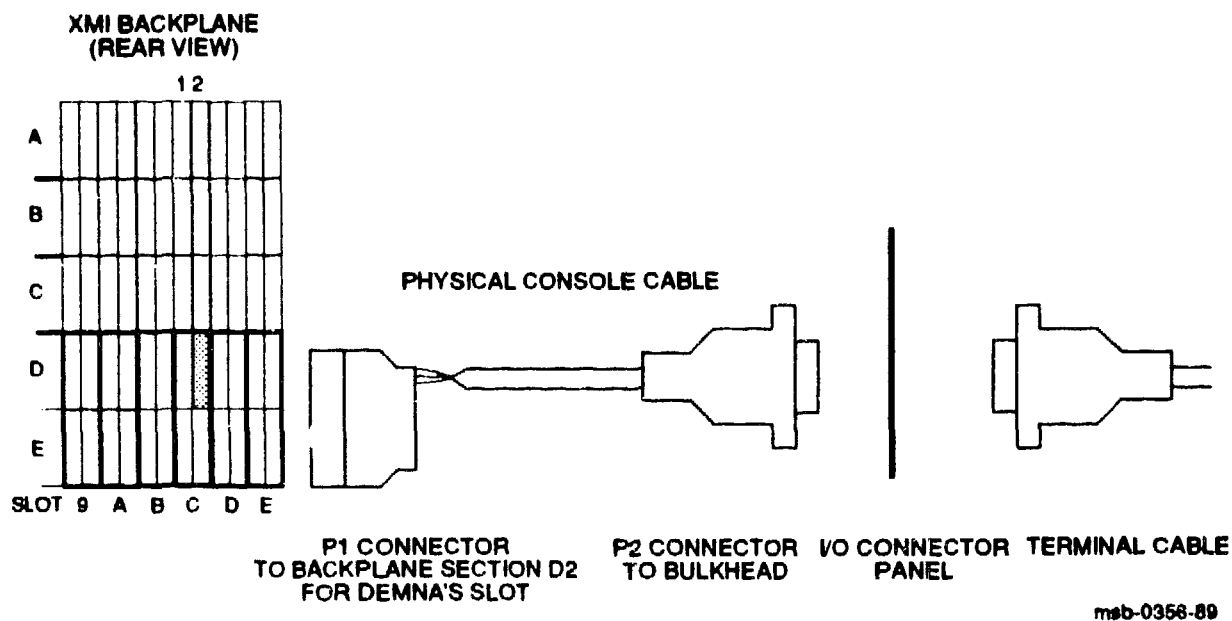 XMI BACKPLANE
(REAR VIEW)
1 2
A
B
C
D
E
SLOT 9 A B C D E
PHYSICAL CONSOLE CABLE
P1 CONNECTOR
TO BACKPLANE SECTION D2
FOR DEMNA'S SLOT
P2 CONNECTOR
TO BULKHEAD
I/O CONNECTOR
PANEL
TERMINAL CABLE
msb-0356-89